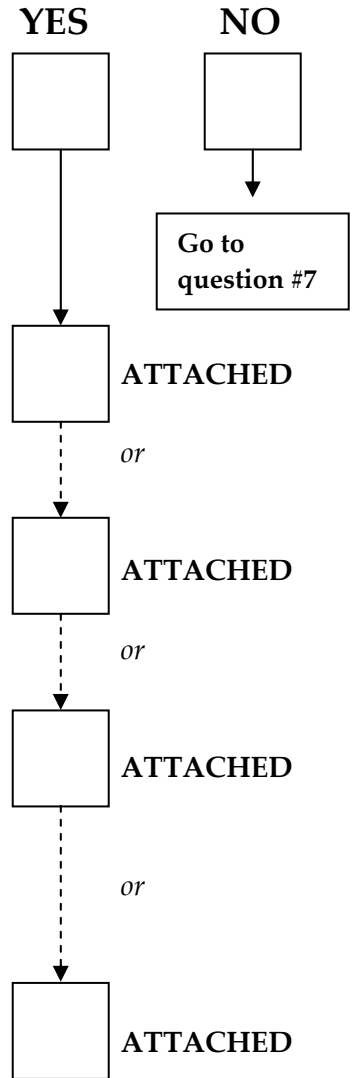 YES NO
Go to
question #7
ATTACHED
or
ATTACHED
or
ATTACHED
or
ATTACHED